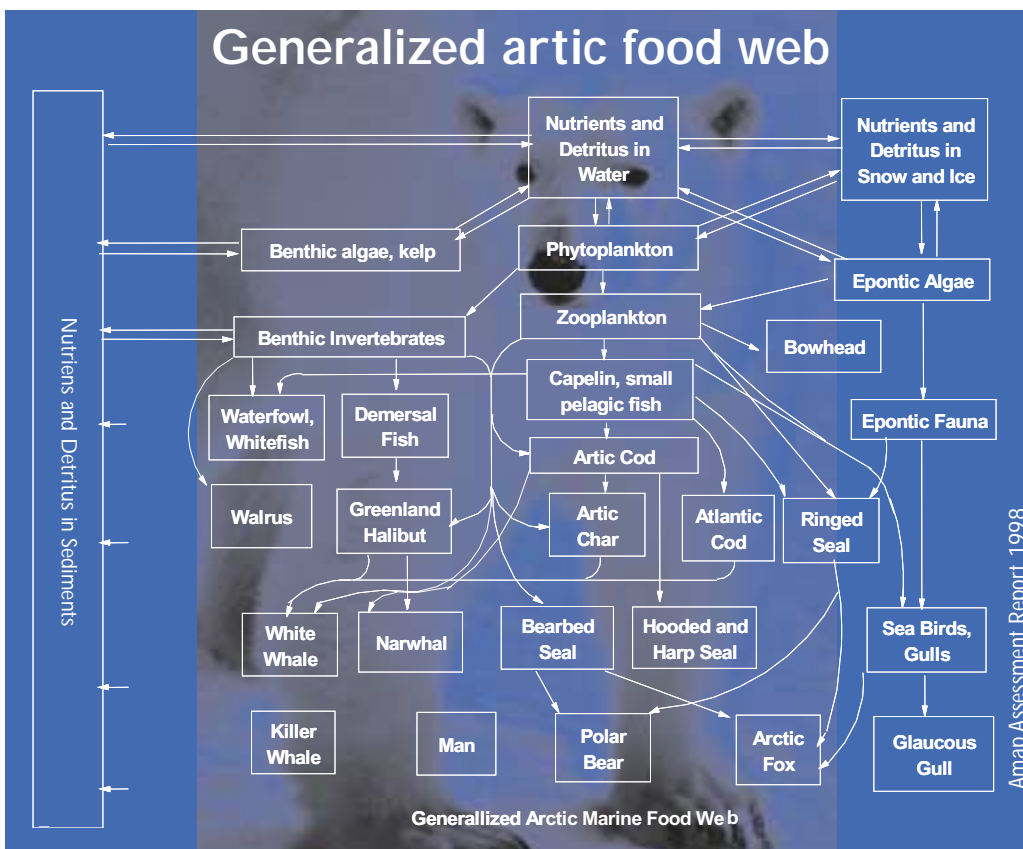 Generalized artic food web
Nutrients and
Detritus in
Water
Nutrients and
Detritus in
Snow and Ice
Benthic algae, kelp
Phytoplankton
Epontic Algae
Zooplankton
Benthic Invertebrates
Bowhead
Capelin, small
pelagic fish
Waterfowl,
Whitefish
Demersal
Fish
Epontic Fauna
Artic Cod
Walrus
Greenland
Halibut
Artic
Char
Atlantic
Cod
Ringed
Seal
White
Whale
Narwhal
Bearbed
Seal
Hooded and
Harp Seal
Sea Birds,
Gulls
Killer
Whale
Man
Polar
Bear
Arctic
Fox
Glaucous
Gull
Generallized Arctic Marine Food Web
Nutriens and Detritus in Sediments
Amap Assessment Report 1998